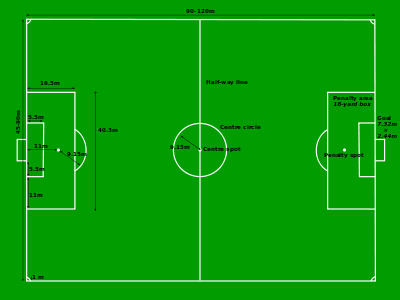 90-120m
16.5m
Half-way line
Penalty area
18-yard box
45-90m
5.5m
Goal
7.32m
x
2.44m
Centre circle
40.3m
11m
9.15m
9.15m
Centre spot
Penalty spot
5.5m
11m
1 m